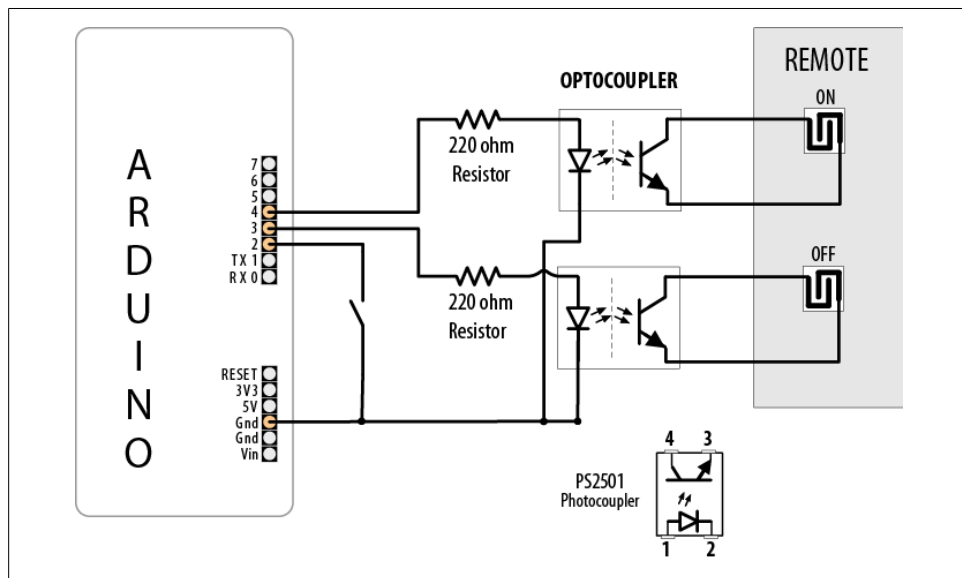 REMOTE
OPTOCOUPLER
ON
220 ohm
Resistor
ARDUINO
7
6
5
4
3
2
TX 1
RX 0
OFF
220 ohm
Resistor
RESET
3V3
5V
Gnd
Gnd
Vin
4 3
PS2501
Photocoupler
1 2